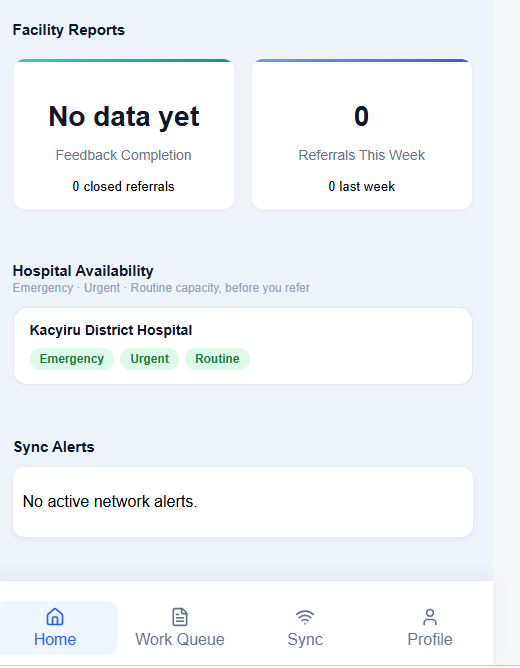 Facility Reports
No data yet
Feedback Completion
0 closed referrals
0
Referrals This Week
0 last week
Hospital Availability
Emergency · Urgent · Routine capacity, before you refer
Kacyiru District Hospital
Emergency Urgent Routine
Sync Alerts
No active network alerts.
Home Work Queue Sync Profile